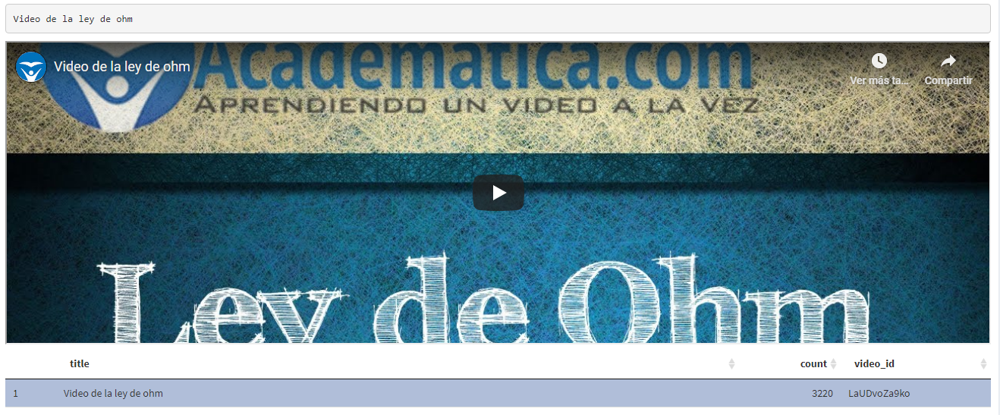 Video de la ley de ohm
Academatica.com
Video de la ley de ohm
Ver más ta...
Compartir
APRENDIENDO UN VIDEO A LA VEZ
Ley de Ohm
title count video_id
1 Video de la ley de ohm 3220 LaUDvoZa9ko